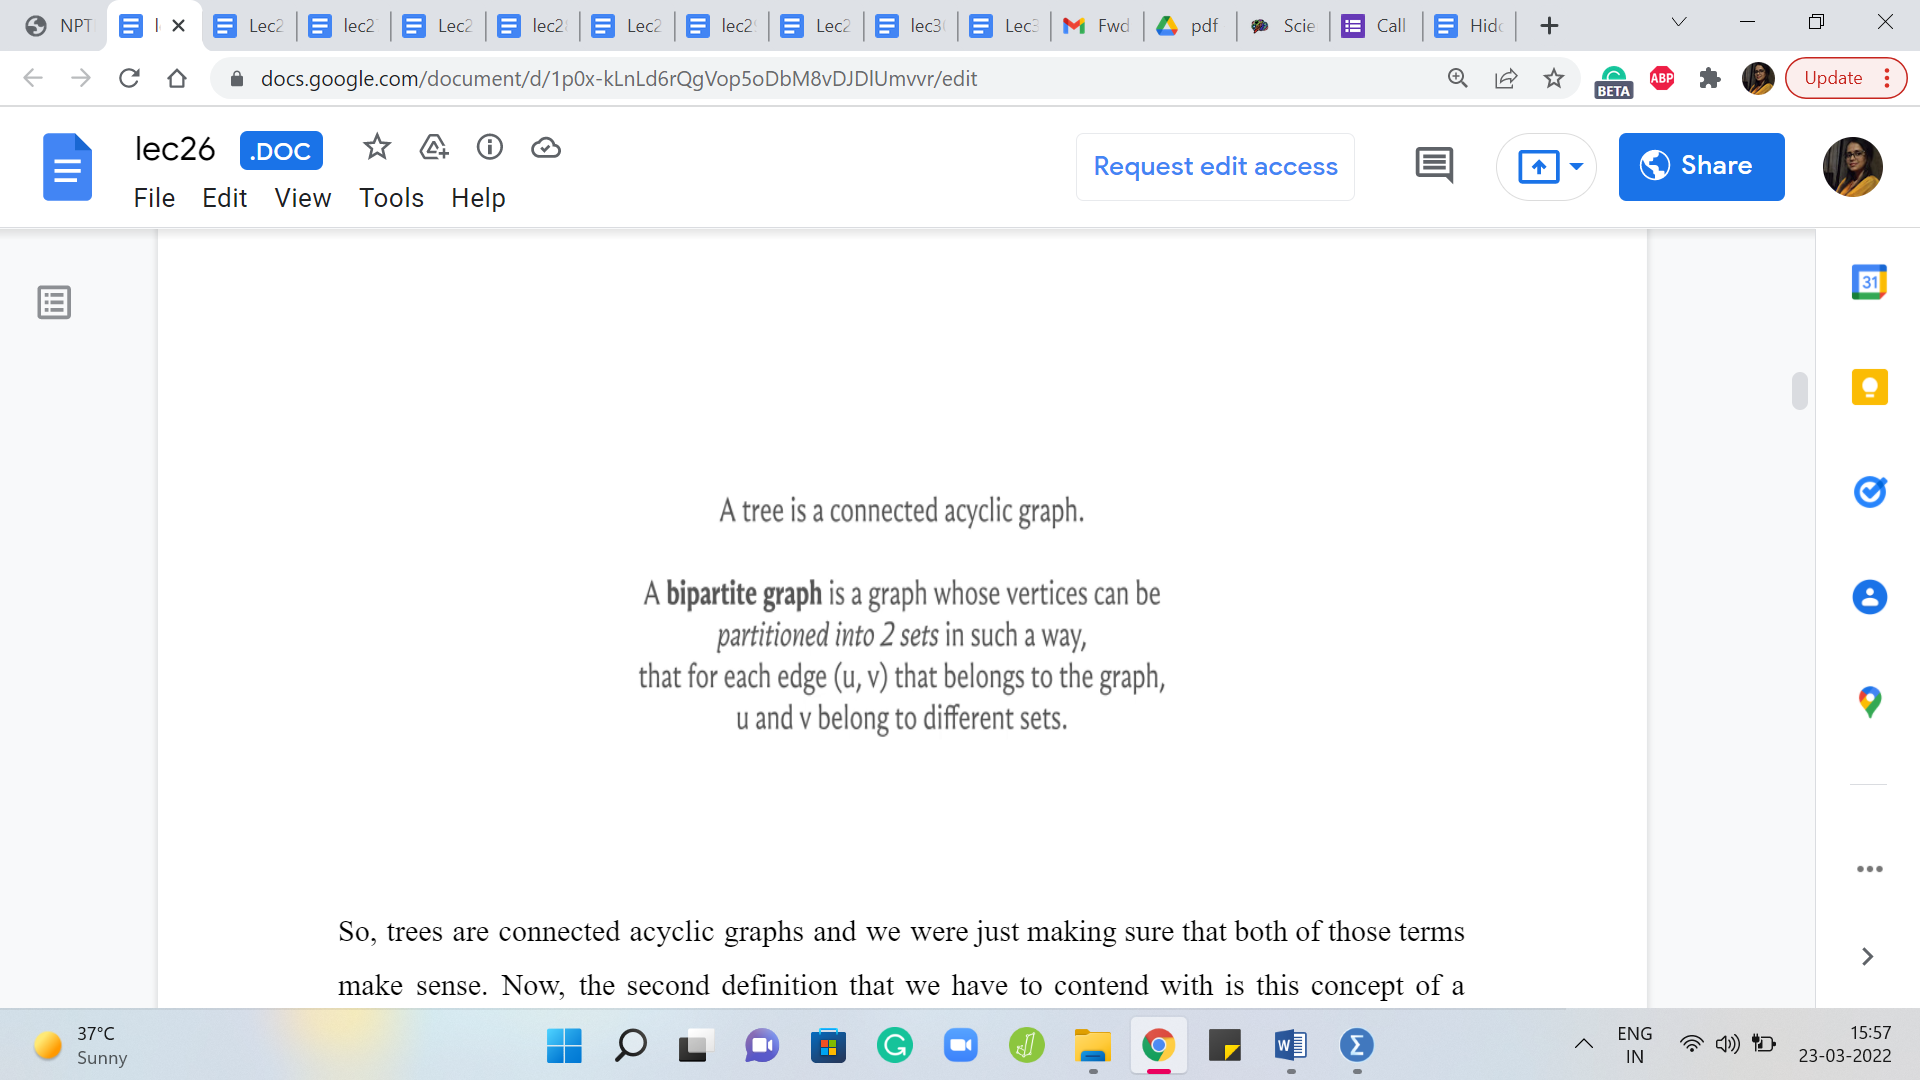 NPT
l
Lec2
lec2
Lec2
lec2
Lec2
lec2
Lec2
lec3
Lec3
Fwd
pdf
Scie
Call
Hidd
docs.google.com/document/d/1p0x-kLnLd6rQgVop5oDbM8vDJDlUmvvr/edit
BETA
ABP
Update
lec26 .DOC
File Edit View Tools Help
Request edit access
Share
31
A tree is a connected acyclic graph.
A bipartite graph is a graph whose vertices can be
partitioned into 2 sets in such a way,
that for each edge (u, v) that belongs to the graph,
u and v belong to different sets.
So, trees are connected acyclic graphs and we were just making sure that both of those terms
make sense. Now, the second definition that we have to contend with is this concept of a
37°C
Sunny
ENG
IN
15:57
23-03-2022